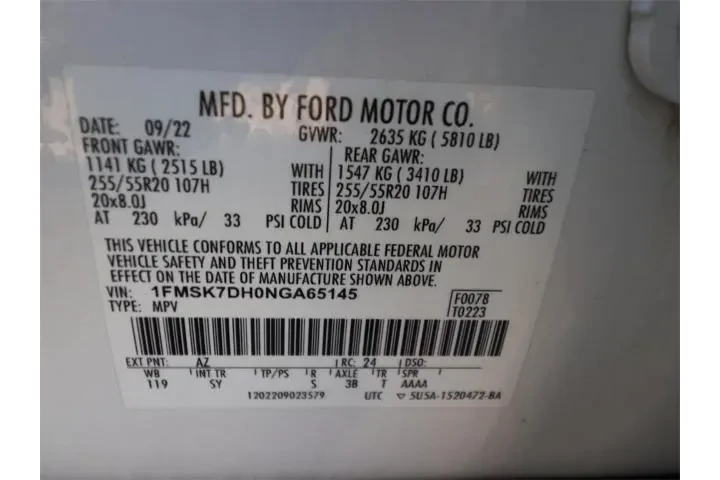 MFD. BY FORD MOTOR CO.
DATE: 09/22 GVWR: 2635 KG ( 5810 LB)
FRONT GAWR: REAR GAWR:
1141 KG ( 2515 LB) WITH 1547 KG ( 3410 LB) WITH
255/55R20 107H TIRES 255/55R20 107H TIRES
20x8.0J RIMS 20x8.0J RIMS
AT 230 kPa/ 33 PSI COLD AT 230 kPa/ 33 PSI COLD
THIS VEHICLE CONFORMS TO ALL APPLICABLE FEDERAL MOTOR
VEHICLE SAFETY AND THEFT PREVENTION STANDARDS IN
EFFECT ON THE DATE OF MANUFACTURE SHOWN ABOVE.
VIN: 1FMSK7DH0NGA65145 F0078
TYPE: MPV T0223
EXT PNT: AZ RC: 24 DSO:
WB INT TR TP/PS R AXLE TR SPR
119 SY S 3B T AAAA
1202209023579 UTC ▽ 5U5A-1520472-BA